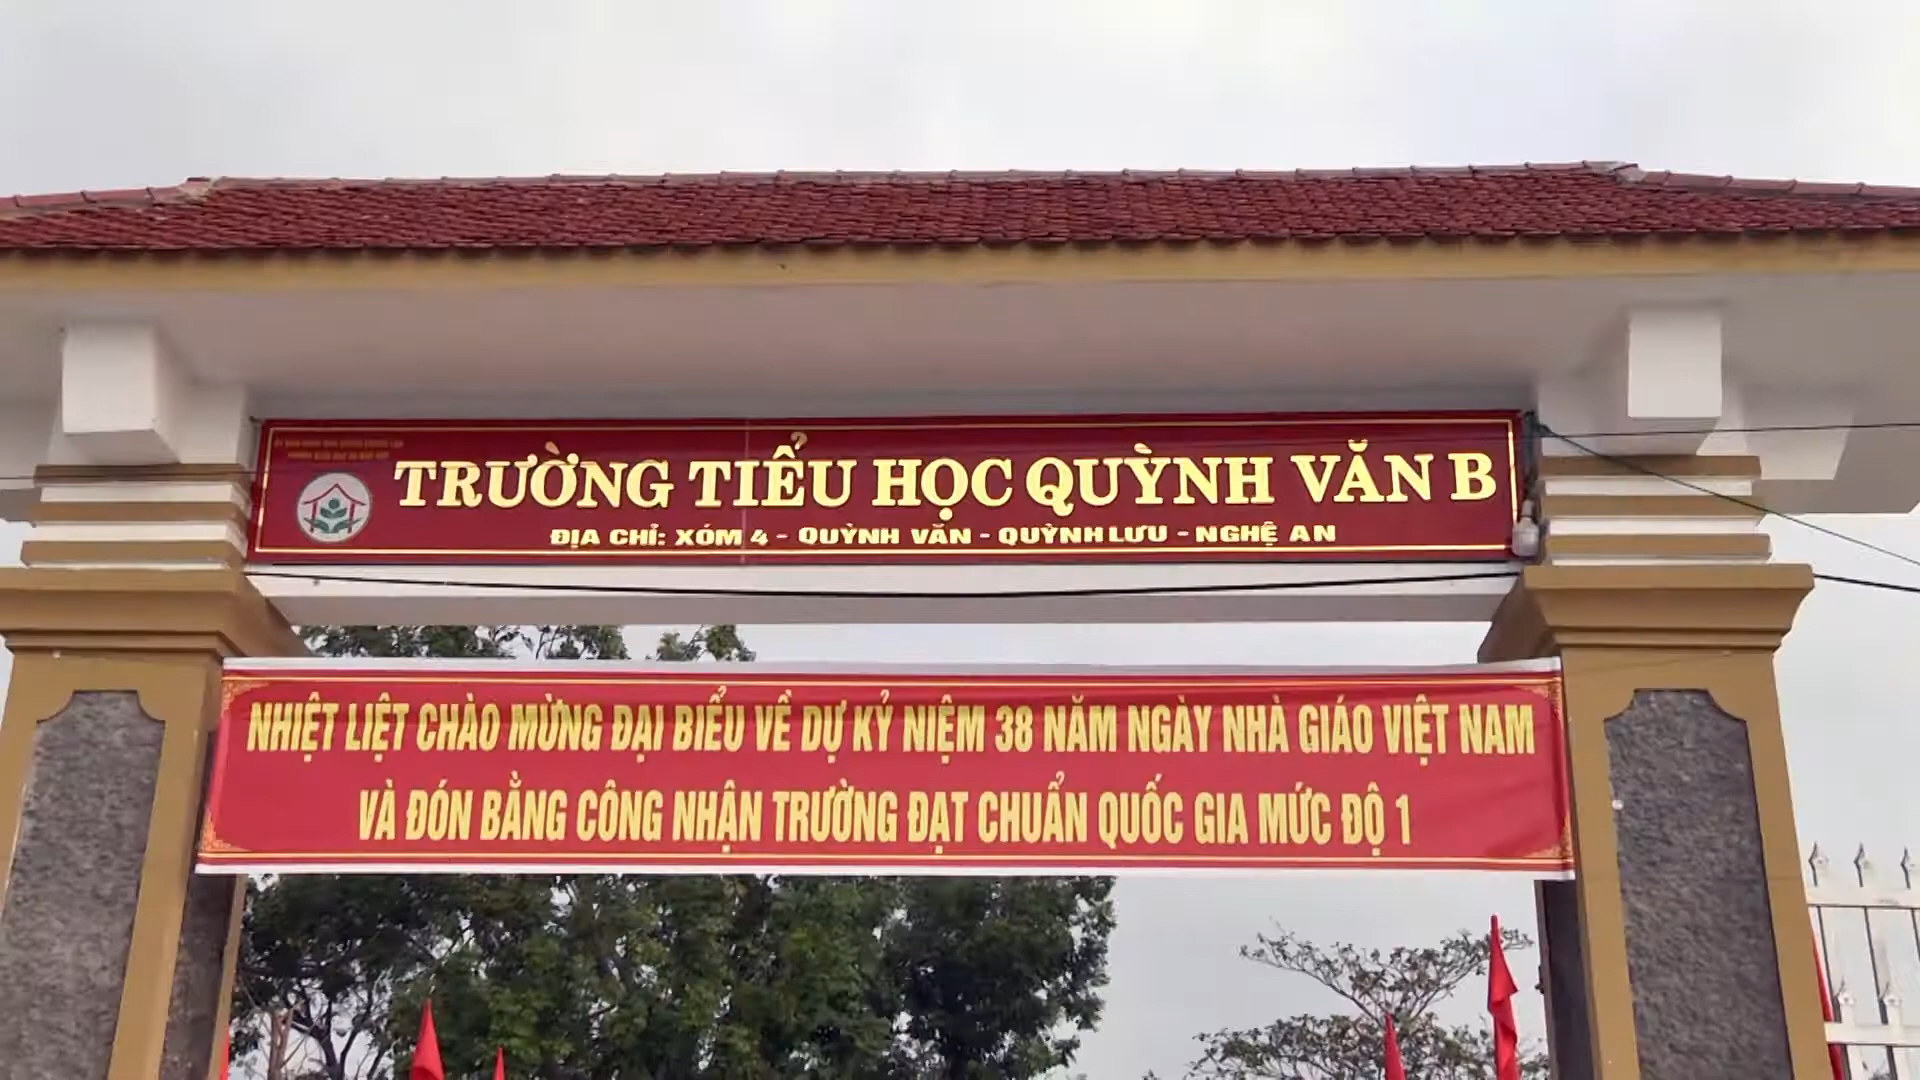 TRƯỜNG TIỂU HỌC QUỲNH VĂN B
ĐỊA CHỈ: XÓM 4 - QUỲNH VĂN - QUỲNH LƯU - NGHỆ AN
NHIỆT LIỆT CHÀO MỪNG ĐẠI BIỂU VỀ DỰ KỶ NIỆM 38 NĂM NGÀY NHÀ GIÁO VIỆT NAM
VÀ ĐÓN BẰNG CÔNG NHẬN TRƯỜNG ĐẠT CHUẨN QUỐC GIA MỨC ĐỘ 1